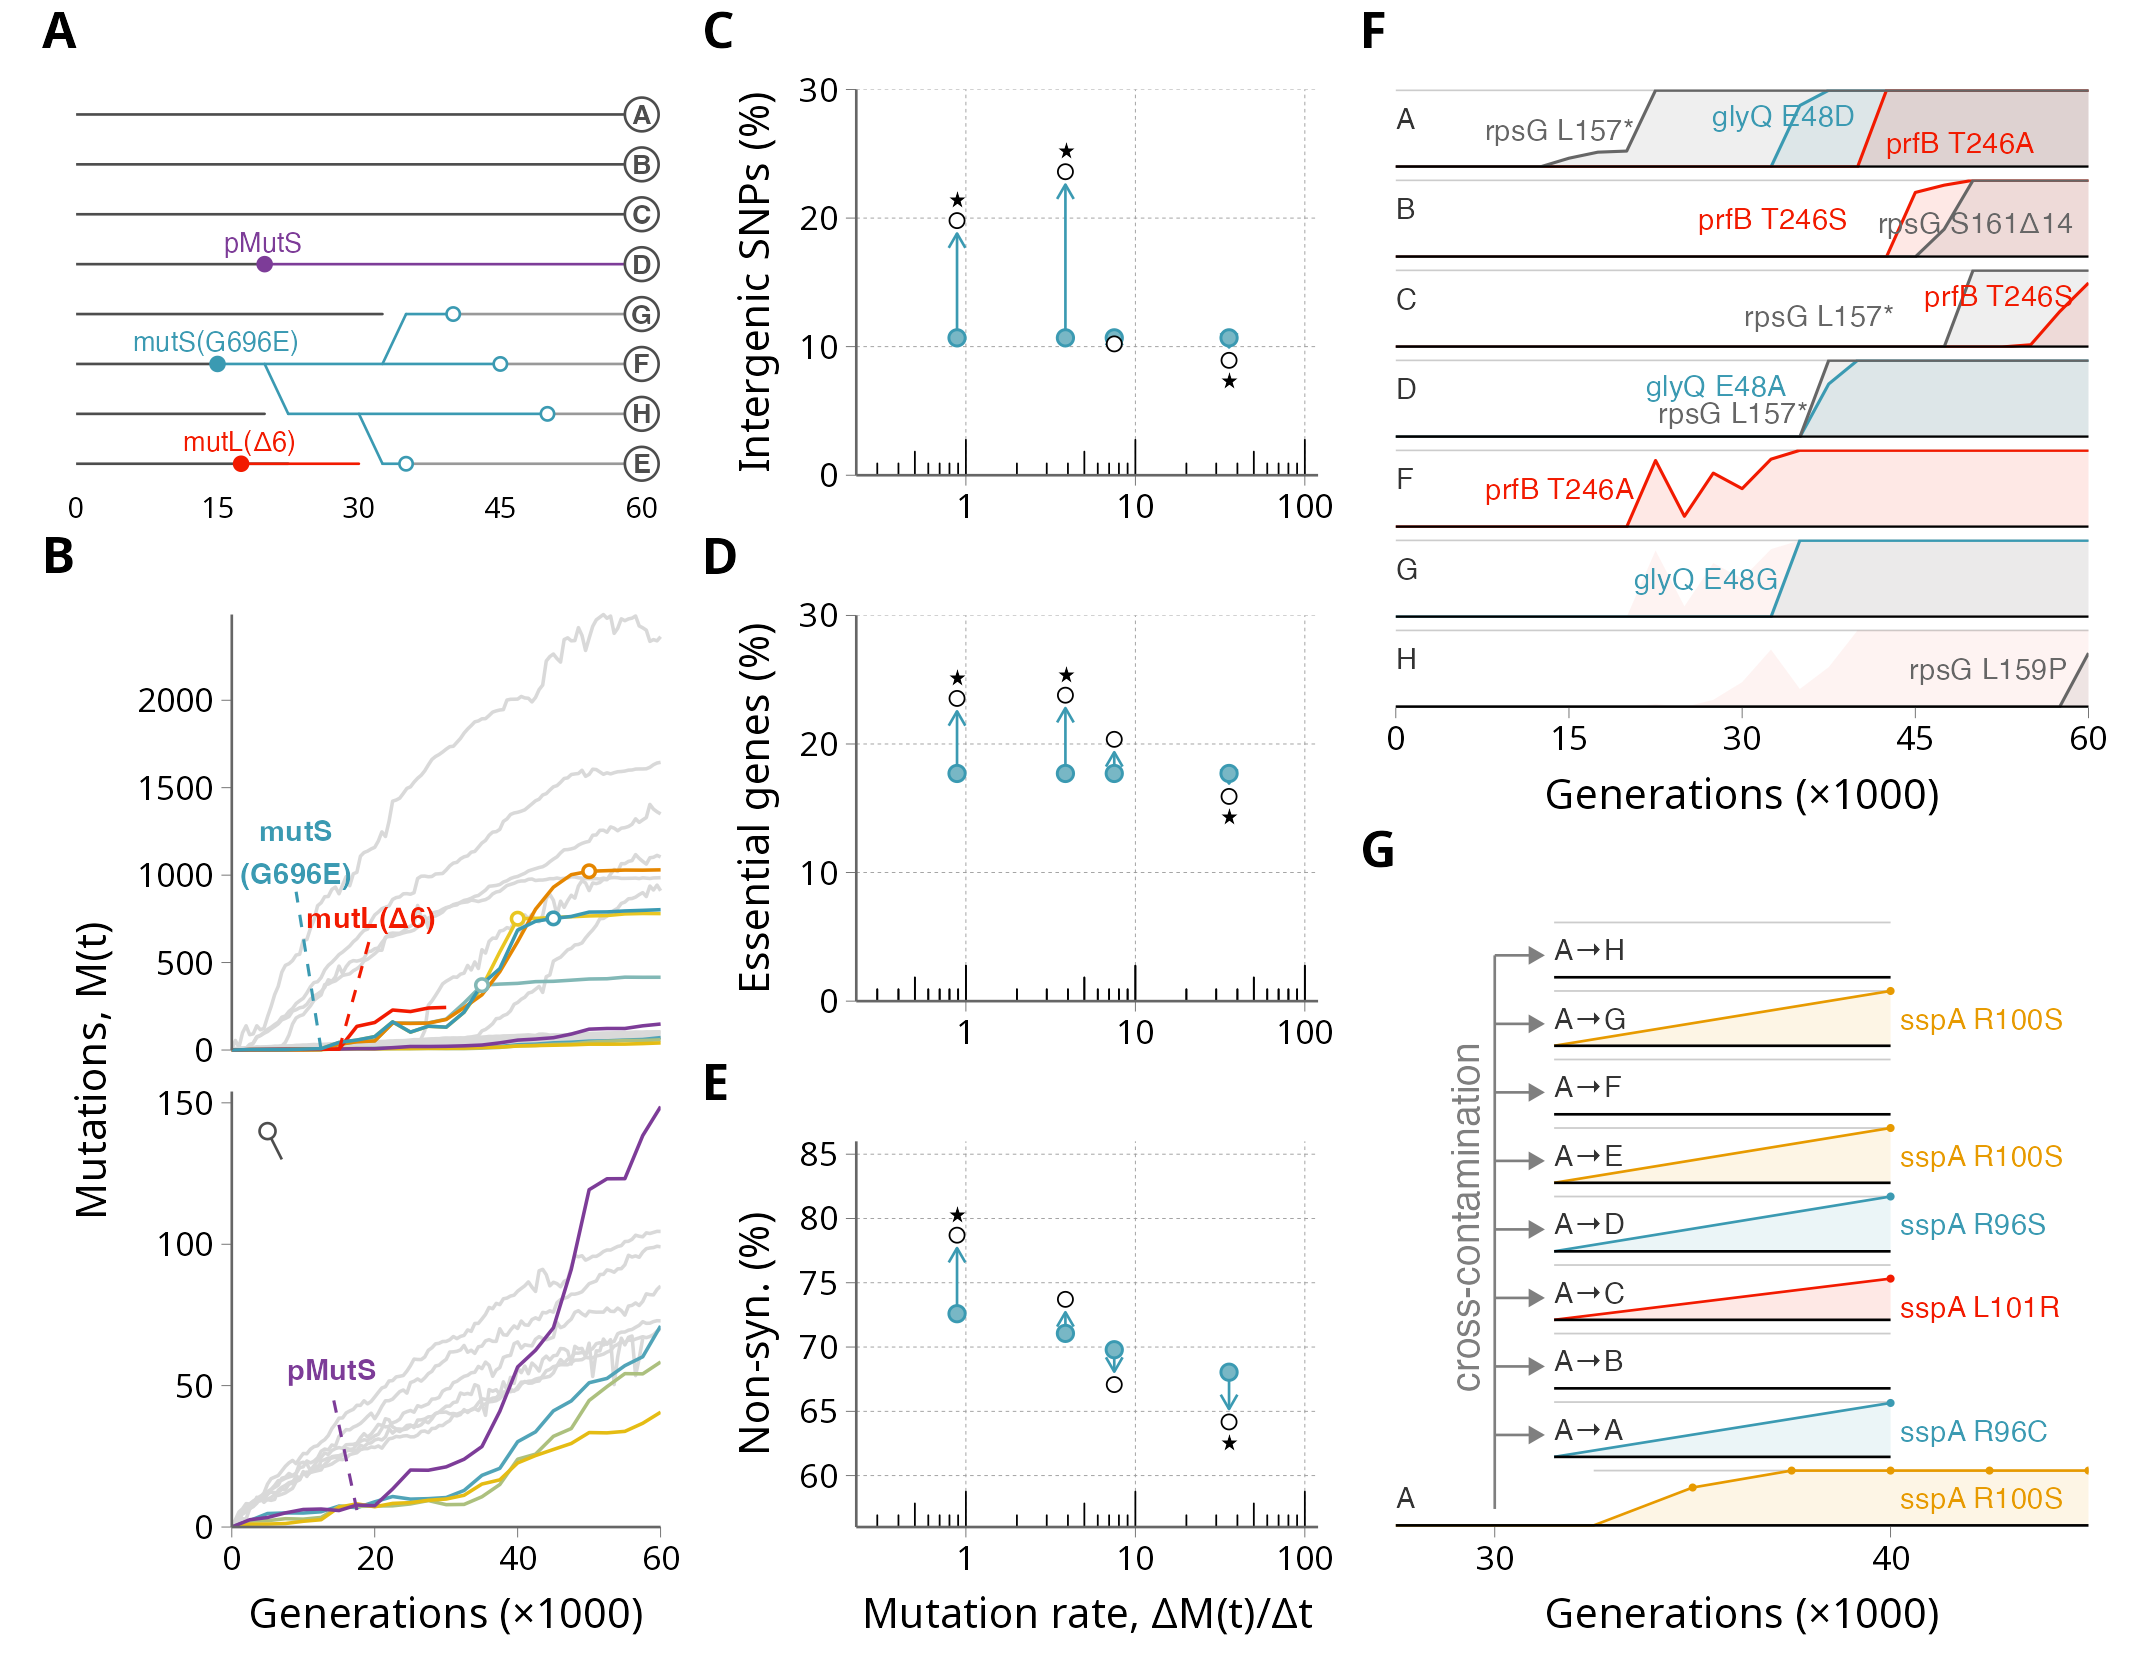 A
A
B
C
pMutS
D
G
mutS(G696E)
F
H
mutL(Δ6)
E
0 15 30 45 60
B
Mutations, M(t)
2000
1500
1000
500
0
mutS
(G696E)
mutL(Δ6)
150
100
50
0
pMutS
0 20 40 60
Generations (×1000)
C
Intergenic SNPs (%)
30
20
10
0
1 10 100
D
Essential genes (%)
30
20
10
0
1 10 100
E
Non-syn. (%)
85
80
75
70
65
60
1 10 100
Mutation rate, ΔM(t)/Δt
F
A
rpsG L157*
glyQ E48D
prfB T246A
B
prfB T246S
rpsG S161Δ14
C
rpsG L157*
prfB T246S
D
glyQ E48A
rpsG L157*
F
prfB T246A
G
glyQ E48G
H
rpsG L159P
0 15 30 45 60
Generations (×1000)
G
cross-contamination
A→H
A→G
sspA R100S
A→F
A→E
sspA R100S
A→D
sspA R96S
A→C
sspA L101R
A→B
A→A
sspA R96C
A
sspA R100S
30 40
Generations (×1000)